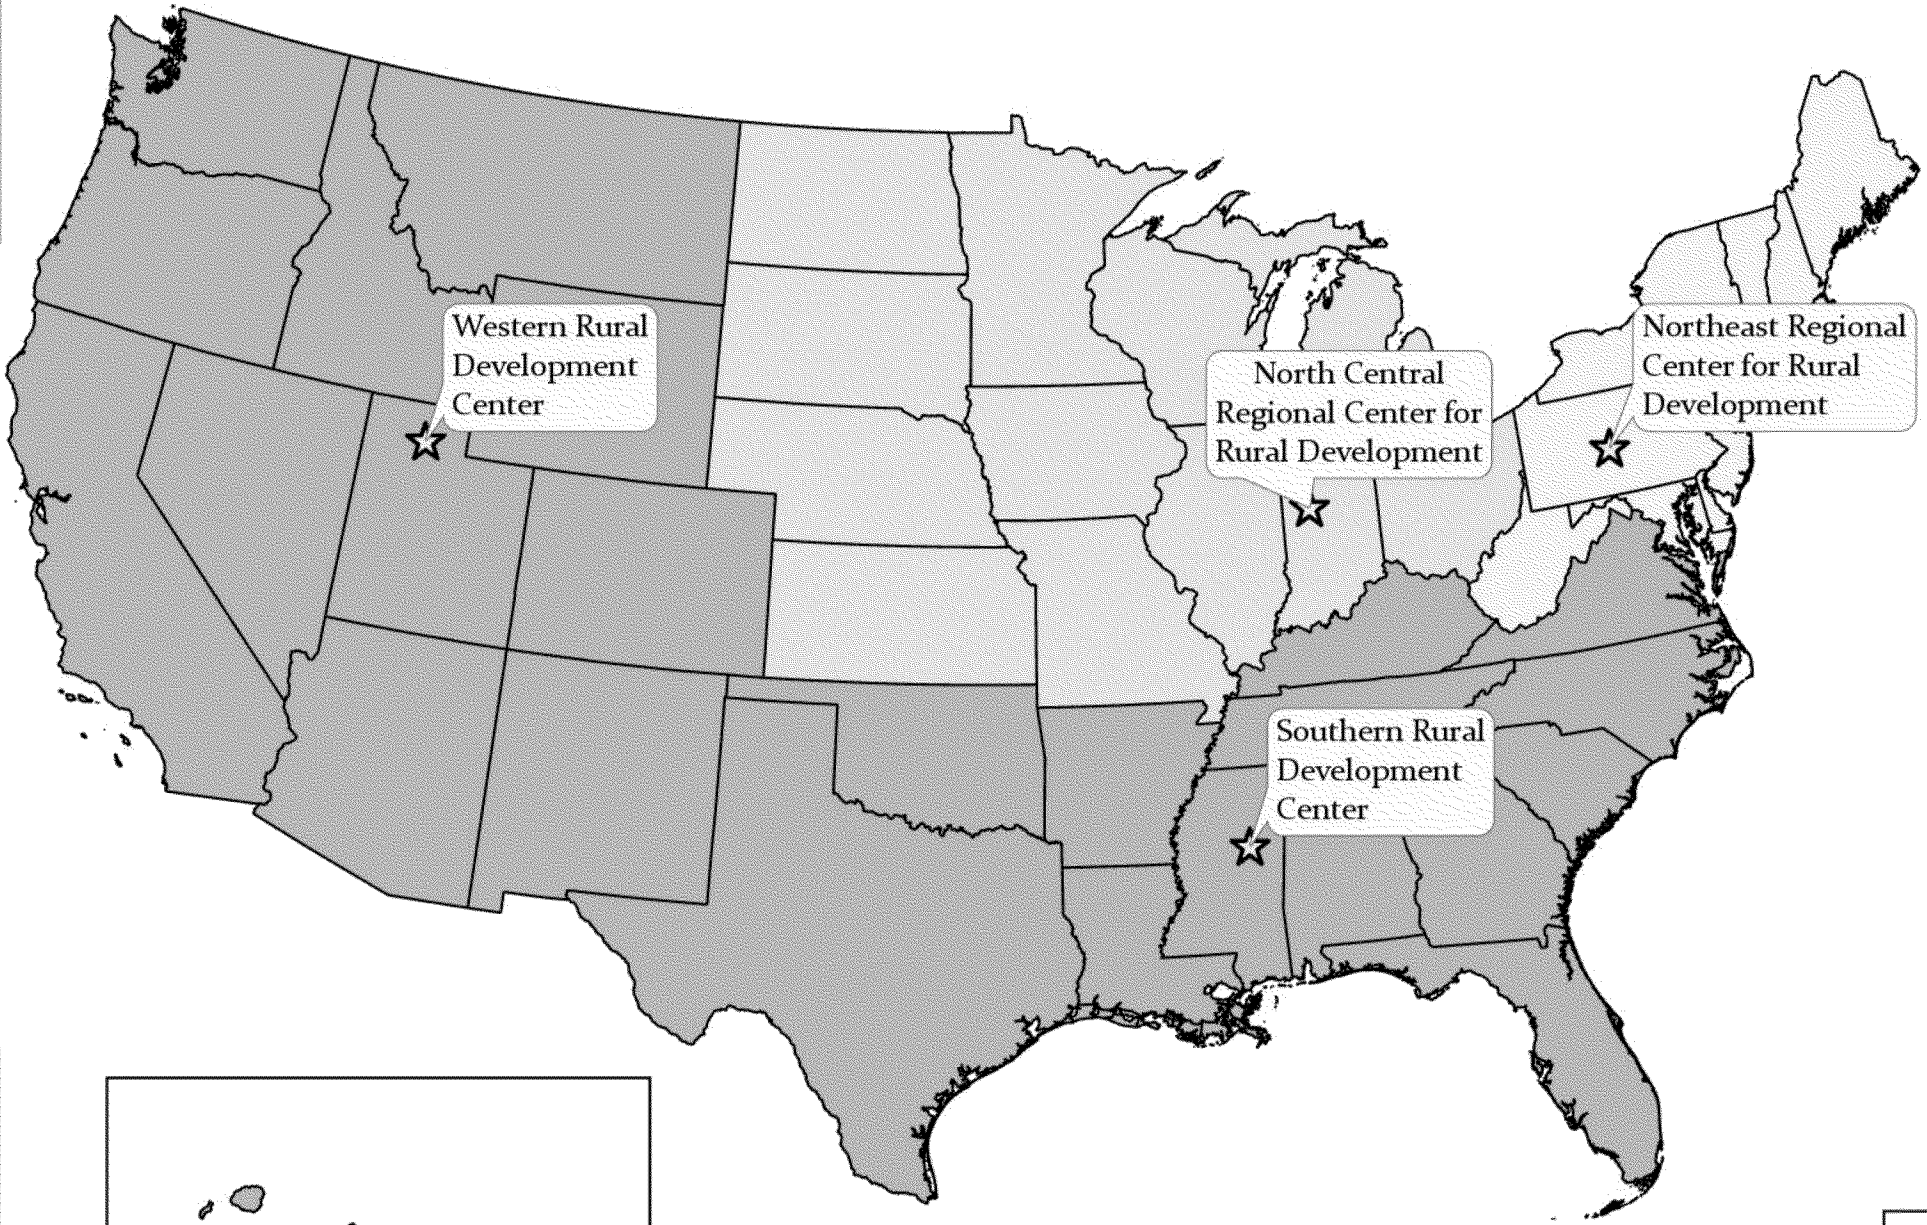 Western Rural
Development
Center
North Central
Regional Center for
Rural Development
Northeast Regional
Center for Rural
Development
Southern Rural
Development
Center